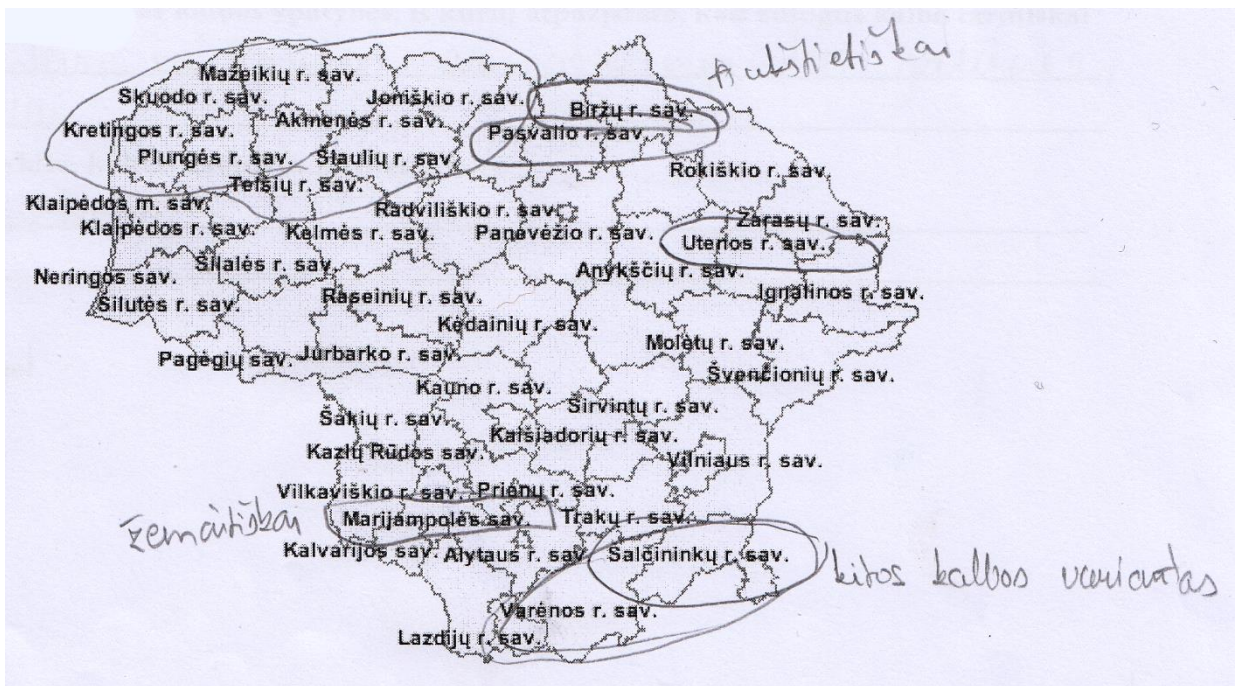 Aukštietiškai
Mažeikių r. sav.
Skuodo r. sav.
Joniškio r. sav.
Biržų r. sav.
Akmenės r. sav.
Kretingos r. sav.
Pasvalio r. sav.
Plungės r. sav.
Šiaulių r. sav.
Rokiškio r. sav.
Telšių r. sav.
Klaipėdos m. sav.
Radviliškio r. sav.
Zarasų r. sav.
Klaipėdos r. sav.
Kelmės r. sav.
Panevėžio r. sav.
Utenos r. sav.
Šilalės r. sav.
Anykščių r. sav.
Neringos sav.
Ignalinos r. sav.
Šilutės r. sav.
Raseinių r. sav.
Kėdainių r. sav.
Molėtų r. sav.
Pagėgių sav.
Jurbarko r. sav.
Švenčionių r. sav.
Kauno r. sav.
Širvintų r. sav.
Šakių r. sav.
Kaišiadorių r. sav.
Kazlų Rūdos sav.
Vilniaus r. sav.
Vilkaviškio r. sav.
Prienų r. sav.
Marijampolės sav.
Trakų r. sav.
žemaitiškai
Kalvarijos sav.
Alytaus r. sav.
Šalčininkų r. sav.
kitos kalbos variantas
Varėnos r. sav.
Lazdijų r. sav.